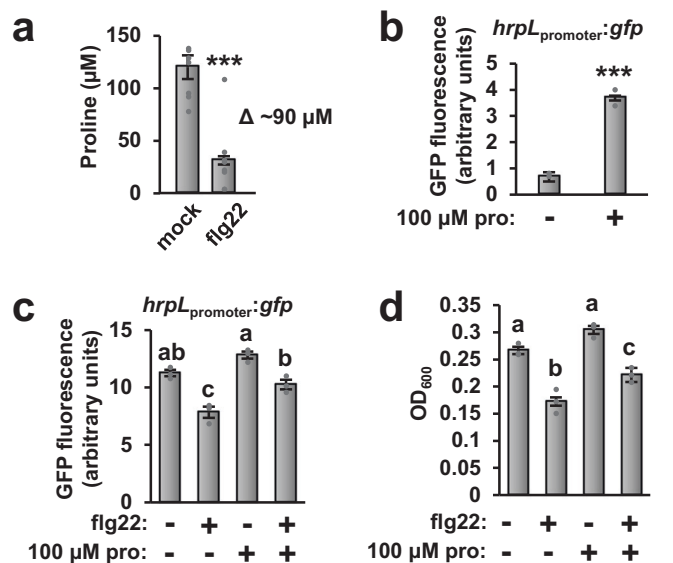 a
150
100
50
0
Proline (µM)
***
Δ ~90 µM
mock
flg22
b
hrpLpromoter:gfp
GFP fluorescence
(arbitrary units)
5
4
3
2
1
0
***
100 µM pro: - +
c
hrpLpromoter:gfp
GFP fluorescence
(arbitrary units)
15
10
5
0
ab
c
a
b
flg22: - + - +
100 µM pro: - - + +
d
OD600
0.35
0.3
0.25
0.2
0.15
0.1
0.05
0
a
b
a
c
flg22: - + - +
100 µM pro: - - + +